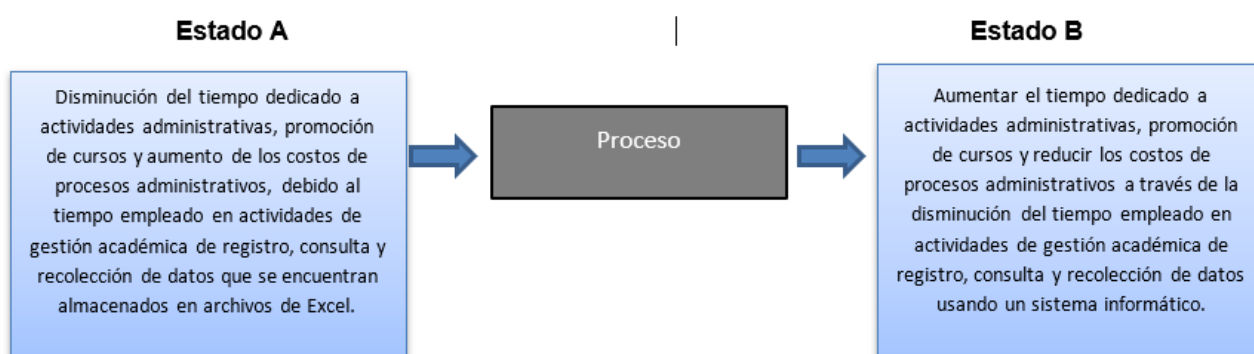 Estado A
Disminución del tiempo dedicado a
actividades administrativas, promoción
de cursos y aumento de los costos de
procesos administrativos, debido al
tiempo empleado en actividades de
gestión académica de registro, consulta y
recolección de datos que se encuentran
almacenados en archivos de Excel.
Proceso
Estado B
Aumentar el tiempo dedicado a
actividades administrativas, promoción
de cursos y reducir los costos de
procesos administrativos a través de la
disminución del tiempo empleado en
actividades de gestión académica de
registro, consulta y recolección de datos
usando un sistema informático.